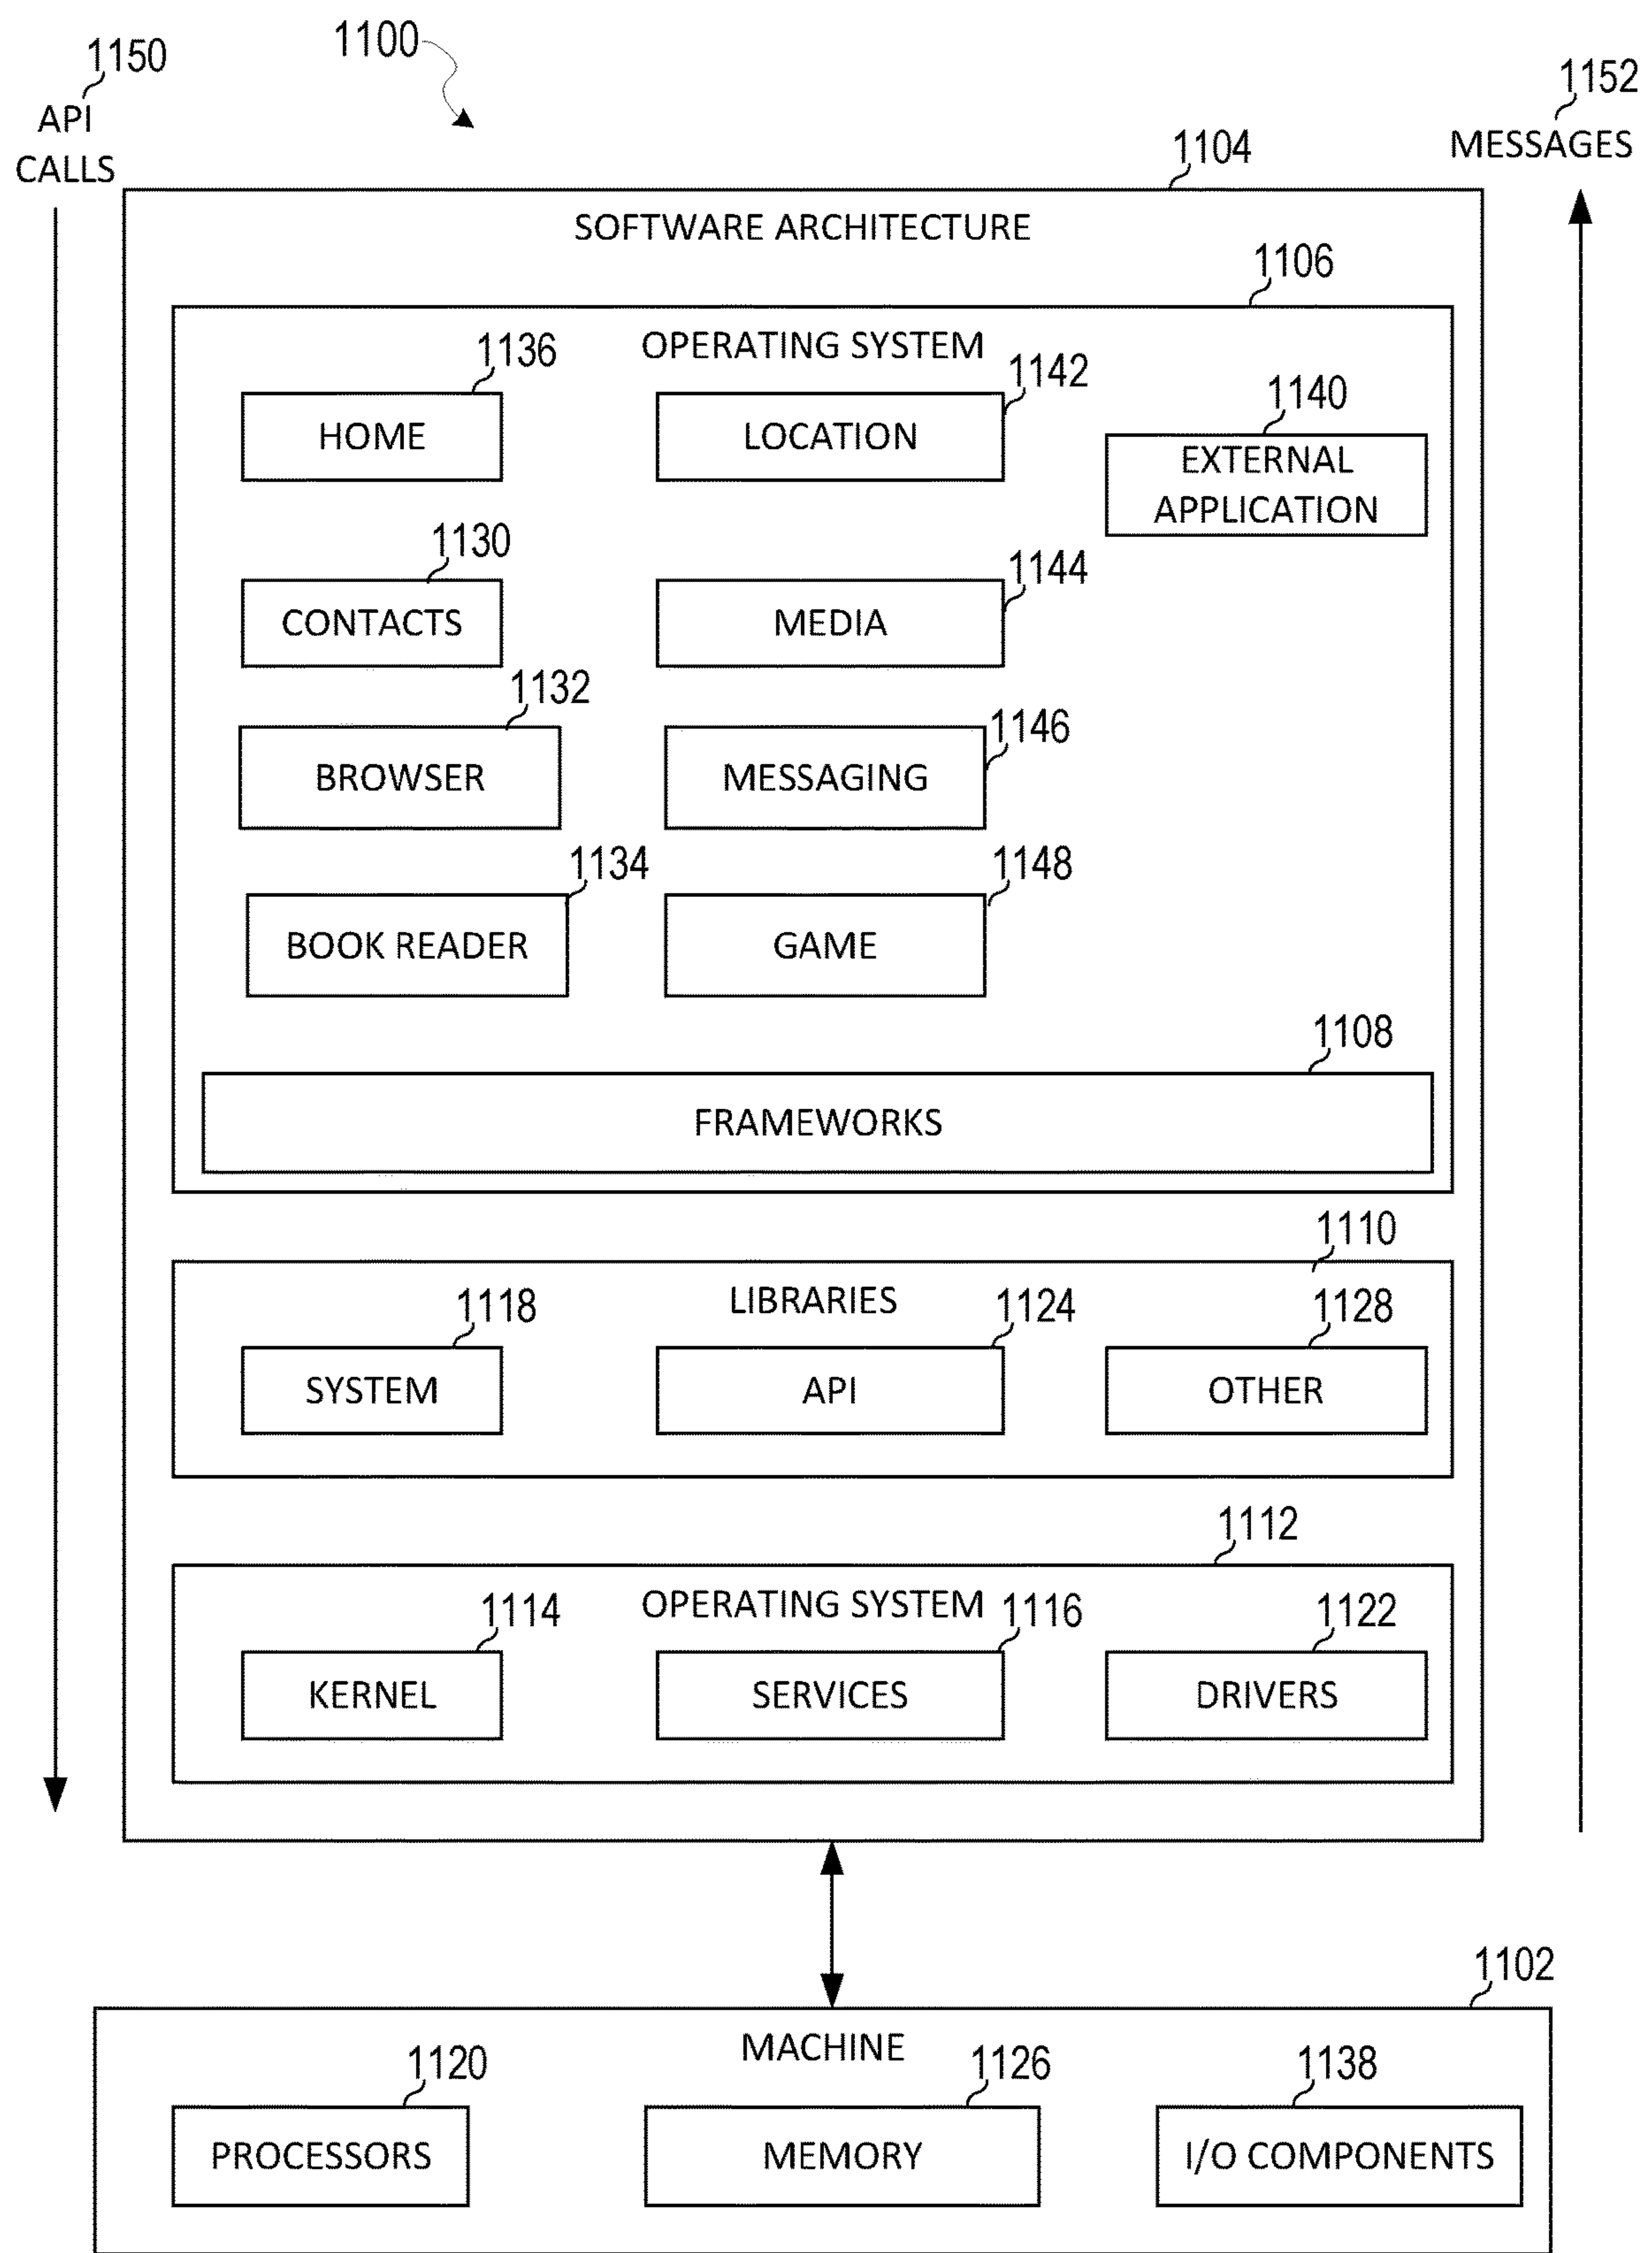 1150
1100
1152
API
CALLS
MESSAGES
1104
SOFTWARE ARCHITECTURE
1106
OPERATING SYSTEM
1136
1142
1140
HOME
LOCATION
EXTERNAL
APPLICATION
1130
1144
CONTACTS
MEDIA
1132
1146
BROWSER
MESSAGING
1134
1148
BOOK READER
GAME
1108
FRAMEWORKS
1110
LIBRARIES
1118
1124
1128
SYSTEM
API
OTHER
1112
OPERATING SYSTEM
1114
1116
1122
KERNEL
SERVICES
DRIVERS
1102
MACHINE
1120
1126
1138
PROCESSORS
MEMORY
I/O COMPONENTS